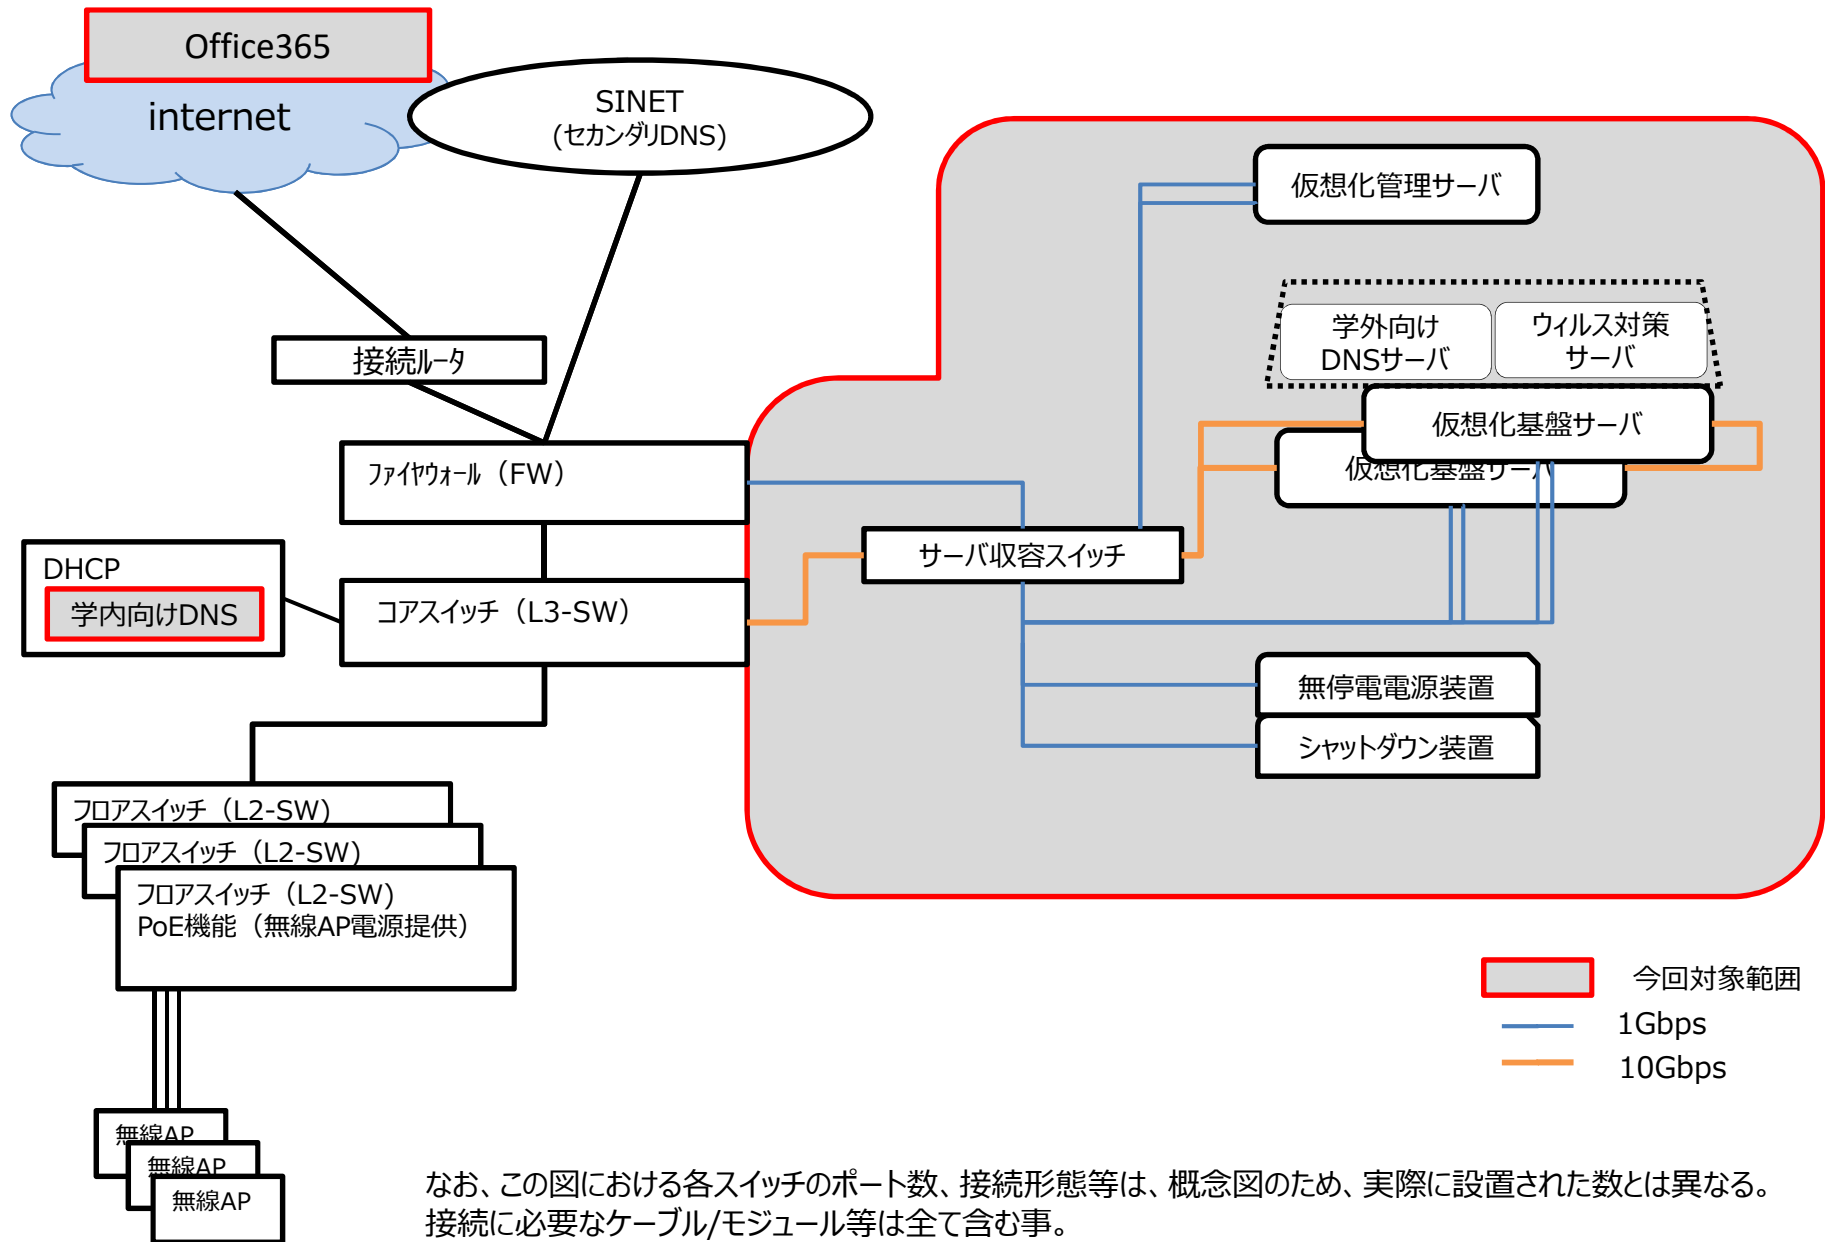 Office365
internet
SINET
(セカンダリDNS)
仮想化管理サーバ
学外向け
DNSサーバ
ウィルス対策
サーバ
接続ルータ
仮想化基盤サーバ
仮想化基盤サーバ
ファイヤウォール（FW）
サーバ収容スイッチ
DHCP
学内向けDNS
コアスイッチ（L3-SW）
無停電電源装置
シャットダウン装置
フロアスイッチ（L2-SW)
フロアスイッチ（L2-SW)
フロアスイッチ（L2-SW)
PoE機能（無線AP電源提供）
今回対象範囲
1Gbps
10Gbps
無線AP
無線AP
無線AP
なお、この図における各スイッチのポート数、接続形態等は、概念図のため、実際に設置された数とは異なる。
接続に必要なケーブル/モジュール等は全て含む事。